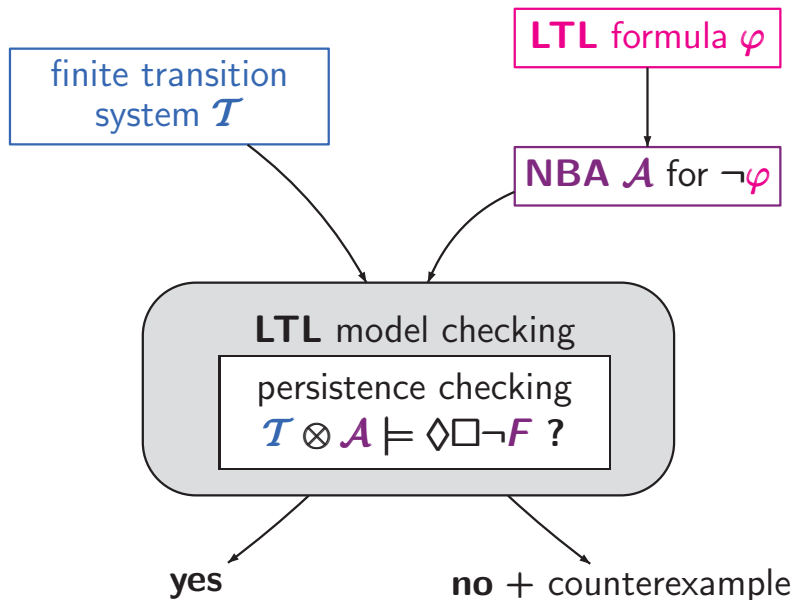 LTL formula φ
finite transition
system 𝒯
NBA 𝒜 for ¬φ
LTL model checking
persistence checking
𝒯 ⊗ 𝒜 ⊨ ◊□¬F ?
yes
no + counterexample